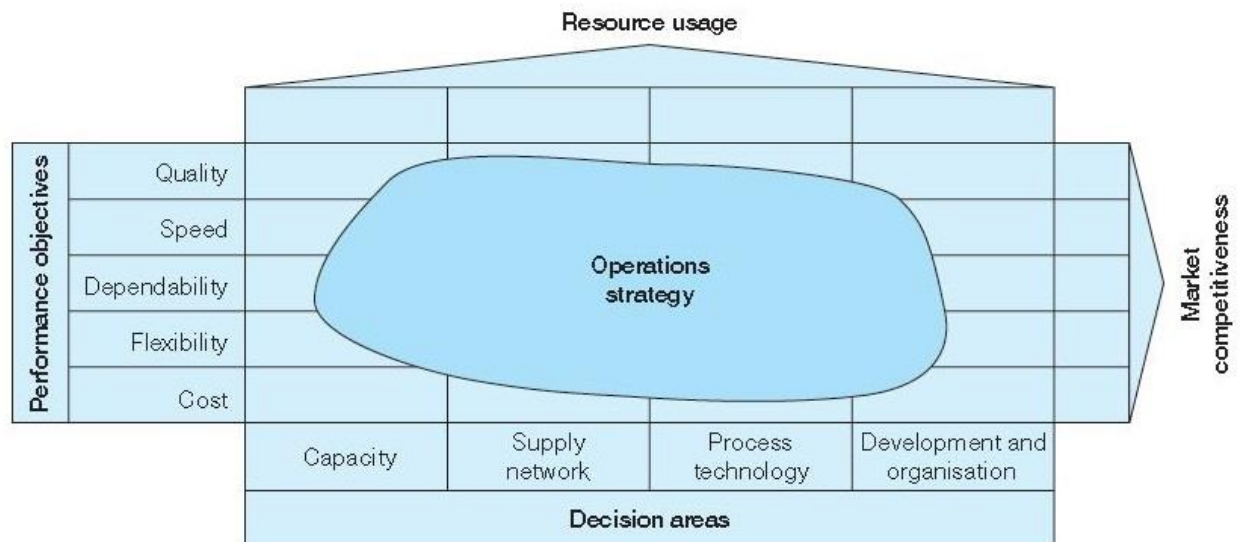 Resource usage
Performance objectives
Quality
Speed
Dependability
Flexibility
Cost
Operations
strategy
Market
competitiveness
Capacity
Supply
network
Process
technology
Development and
organisation
Decision areas